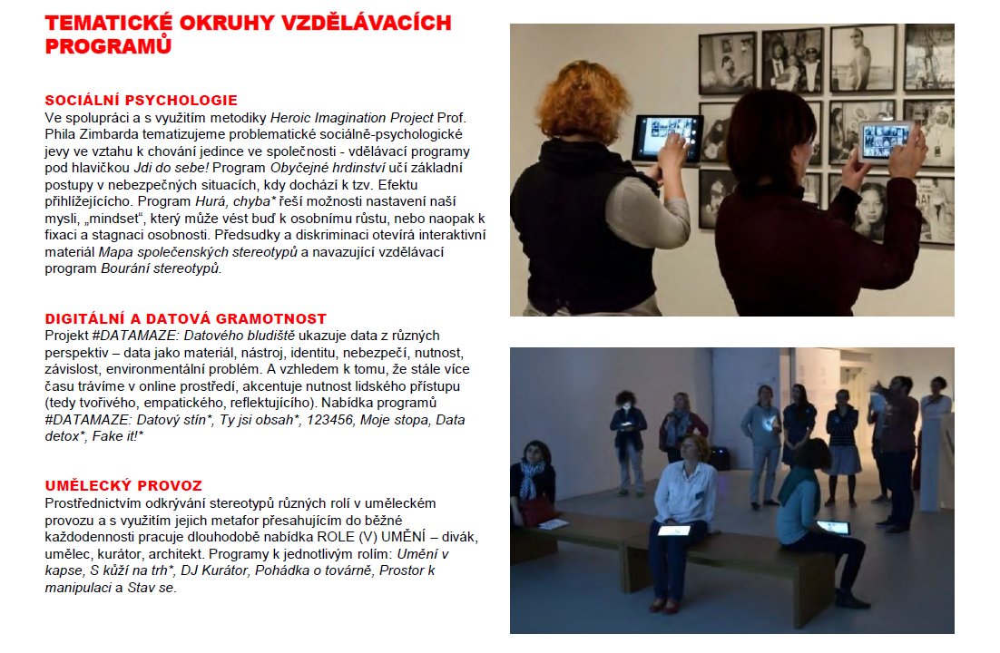 TEMATICKÉ OKRUHY VZDĚLÁVACÍCH
PROGRAMŮ
SOCIÁLNÍ PSYCHOLOGIE
Ve spolupráci a s využitím metodiky Heroic Imagination Project Prof.
Phila Zimbarda tematizujeme problematické sociálně-psychologické
jevy ve vztahu k chování jedince ve společnosti - vdělávací programy
pod hlavičkou Jdi do sebe! Program Obyčejné hrdinství učí základní
postupy v nebezpečných situacích, kdy dochází k tzv. Efektu
přihlížejícícho. Program Hurá, chyba* řeší možnosti nastavení naší
mysli, „mindset“, který může vést buď k osobnímu růstu, nebo naopak k
fixaci a stagnaci osobnosti. Předsudky a diskriminaci otevírá interaktivní
materiál Mapa společenských stereotypů a navazující vzdělávací
program Bourání stereotypů.
DIGITÁLNÍ A DATOVÁ GRAMOTNOST
Projekt #DATAMAZE: Datového bludiště ukazuje data z různých
perspektiv – data jako materiál, nástroj, identitu, nebezpečí, nutnost,
závislost, environmentální problém. A vzhledem k tomu, že stále více
času trávíme v online prostředí, akcentuje nutnost lidského přístupu
(tedy tvořivého, empatického, reflektujícího). Nabídka programů
#DATAMAZE: Datový stín*, Ty jsi obsah*, 123456, Moje stopa, Data
detox*, Fake it!*
UMĚLECKÝ PROVOZ
Prostřednictvím odkrývání stereotypů různých rolí v uměleckém
provozu a s využitím jejich metafor přesahujícím do běžné
každodennosti pracuje dlouhodobě nabídka ROLE (V) UMĚNÍ – divák,
umělec, kurátor, architekt. Programy k jednotlivým rolím: Umění v
kapse, S kůží na trh*, DJ Kurátor, Pohádka o továrně, Prostor k
manipulaci a Stav se.